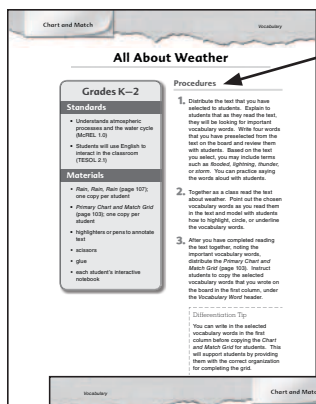 Chart and Match
Vocabulary
All About Weather
Grades K–2
Standards
• Understands atmospheric
processes and the water cycle
(McREL 1.0)
• Students will use English to
interact in the classroom
(TESOL 2.1)
Materials
• Rain, Rain, Rain (page 107);
one copy per student
• Primary Chart and Match Grid
(page 103); one copy per
student
• highlighters or pens to annotate
text
• scissors
• glue
• each student's interactive
notebook
Procedures
1. Distribute the text that you have
selected to students. Explain to
students that as they read the text,
they will be looking for important
vocabulary words. Write four words
that you have preselected from the
text on the board and review them
with students. Based on the text
you select, you may include terms
such as flooded, lightning, thunder,
or storm. You can practice saying
the words aloud with students.
2. Together as a class read the text
about weather. Point out the chosen
vocabulary words as you read them
in the text and model with students
how to highlight, circle, or underline
the vocabulary words.
3. After you have completed reading
the text together, noting the
important vocabulary words,
distribute the Primary Chart and
Match Grid (page 103). Instruct
students to copy the selected
vocabulary words that you wrote on
the board in the first column, under
the Vocabulary Word header.
Differentiation Tip
You can write in the selected
vocabulary words in the first
column before copying the Chart
and Match Grid for students. This
will support students by providing
them with the correct organization
for completing the grid.
Vocabulary
Chart and Matc